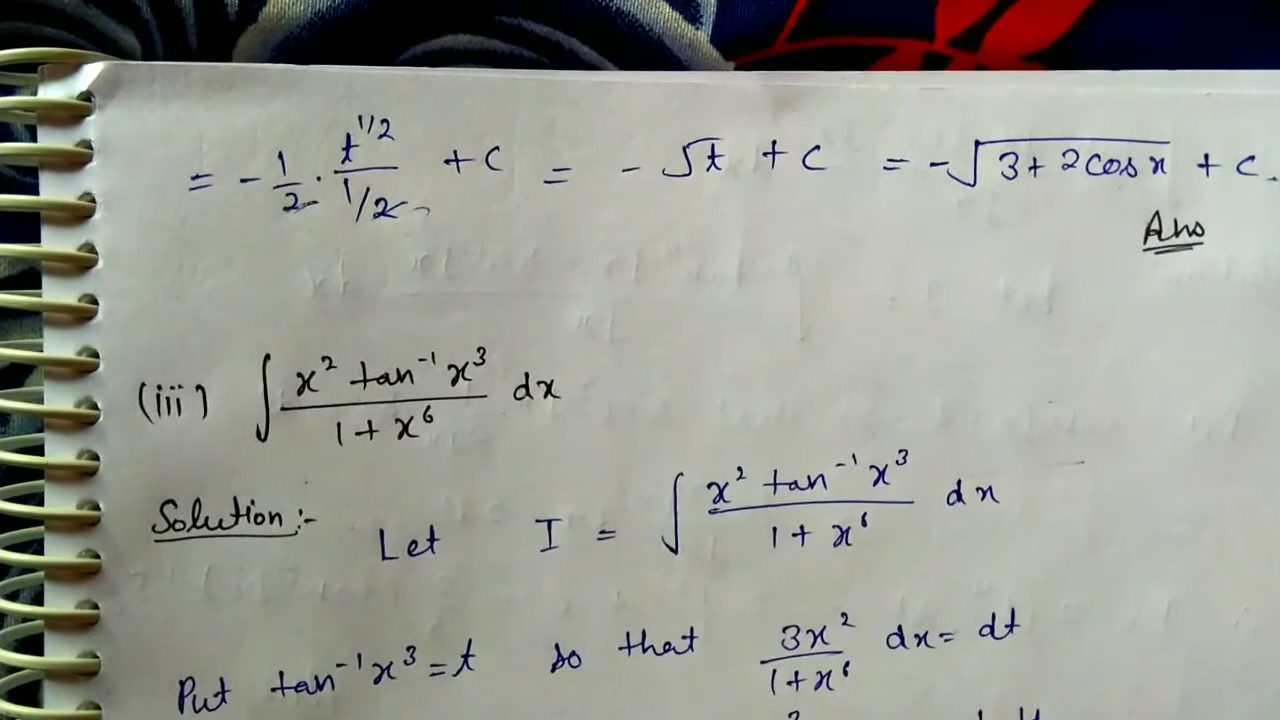 = - 1/2 · t^1/2 / 1/2 + C = - √t + C = - √(3 + 2cos x) + C.
Ans
(iii) ∫ x² tan⁻¹ x³ / 1 + x⁶ dx
Solution :- Let I = ∫ x² tan⁻¹ x³ / 1 + x⁶ dx
Put tan⁻¹ x³ = t so that 3x² / 1 + x⁶ dx = dt